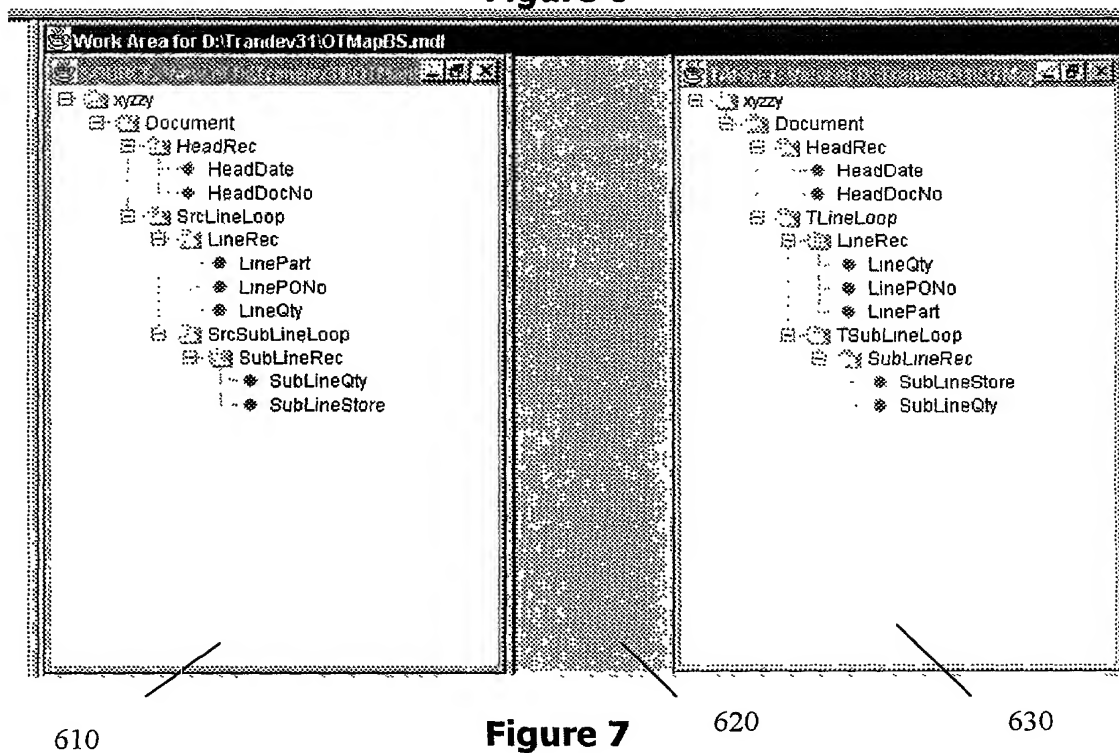 Work Area for D:\Trandev31\OTMapBS.mdl
xyzzy
Document
HeadRec
HeadDate
HeadDocNo
SrcLineLoop
LineRec
LinePart
LinePONo
LineQty
SrcSubLineLoop
SubLineRec
SubLineQty
SubLineStore
xyzzy
Document
HeadRec
HeadDate
HeadDocNo
TLineLoop
LineRec
LineQty
LinePONo
LinePart
TSubLineLoop
SubLineRec
SubLineStore
SubLineQty
610
Figure 7
620
630